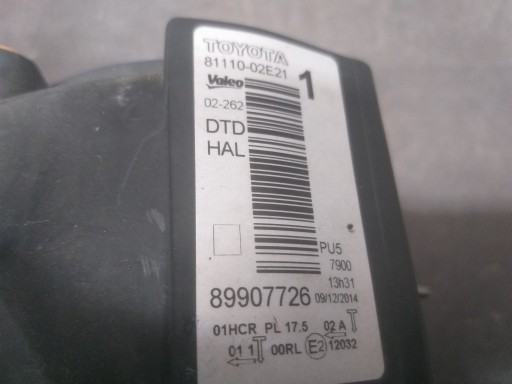 TOYOTA
81110-02E21
Valeo
1
02-262
DTD
HAL
PU5
7900
13h31
89907726 09/12/2014
01HCR PL 17.5 02 A
01 1 00RL E2 12032